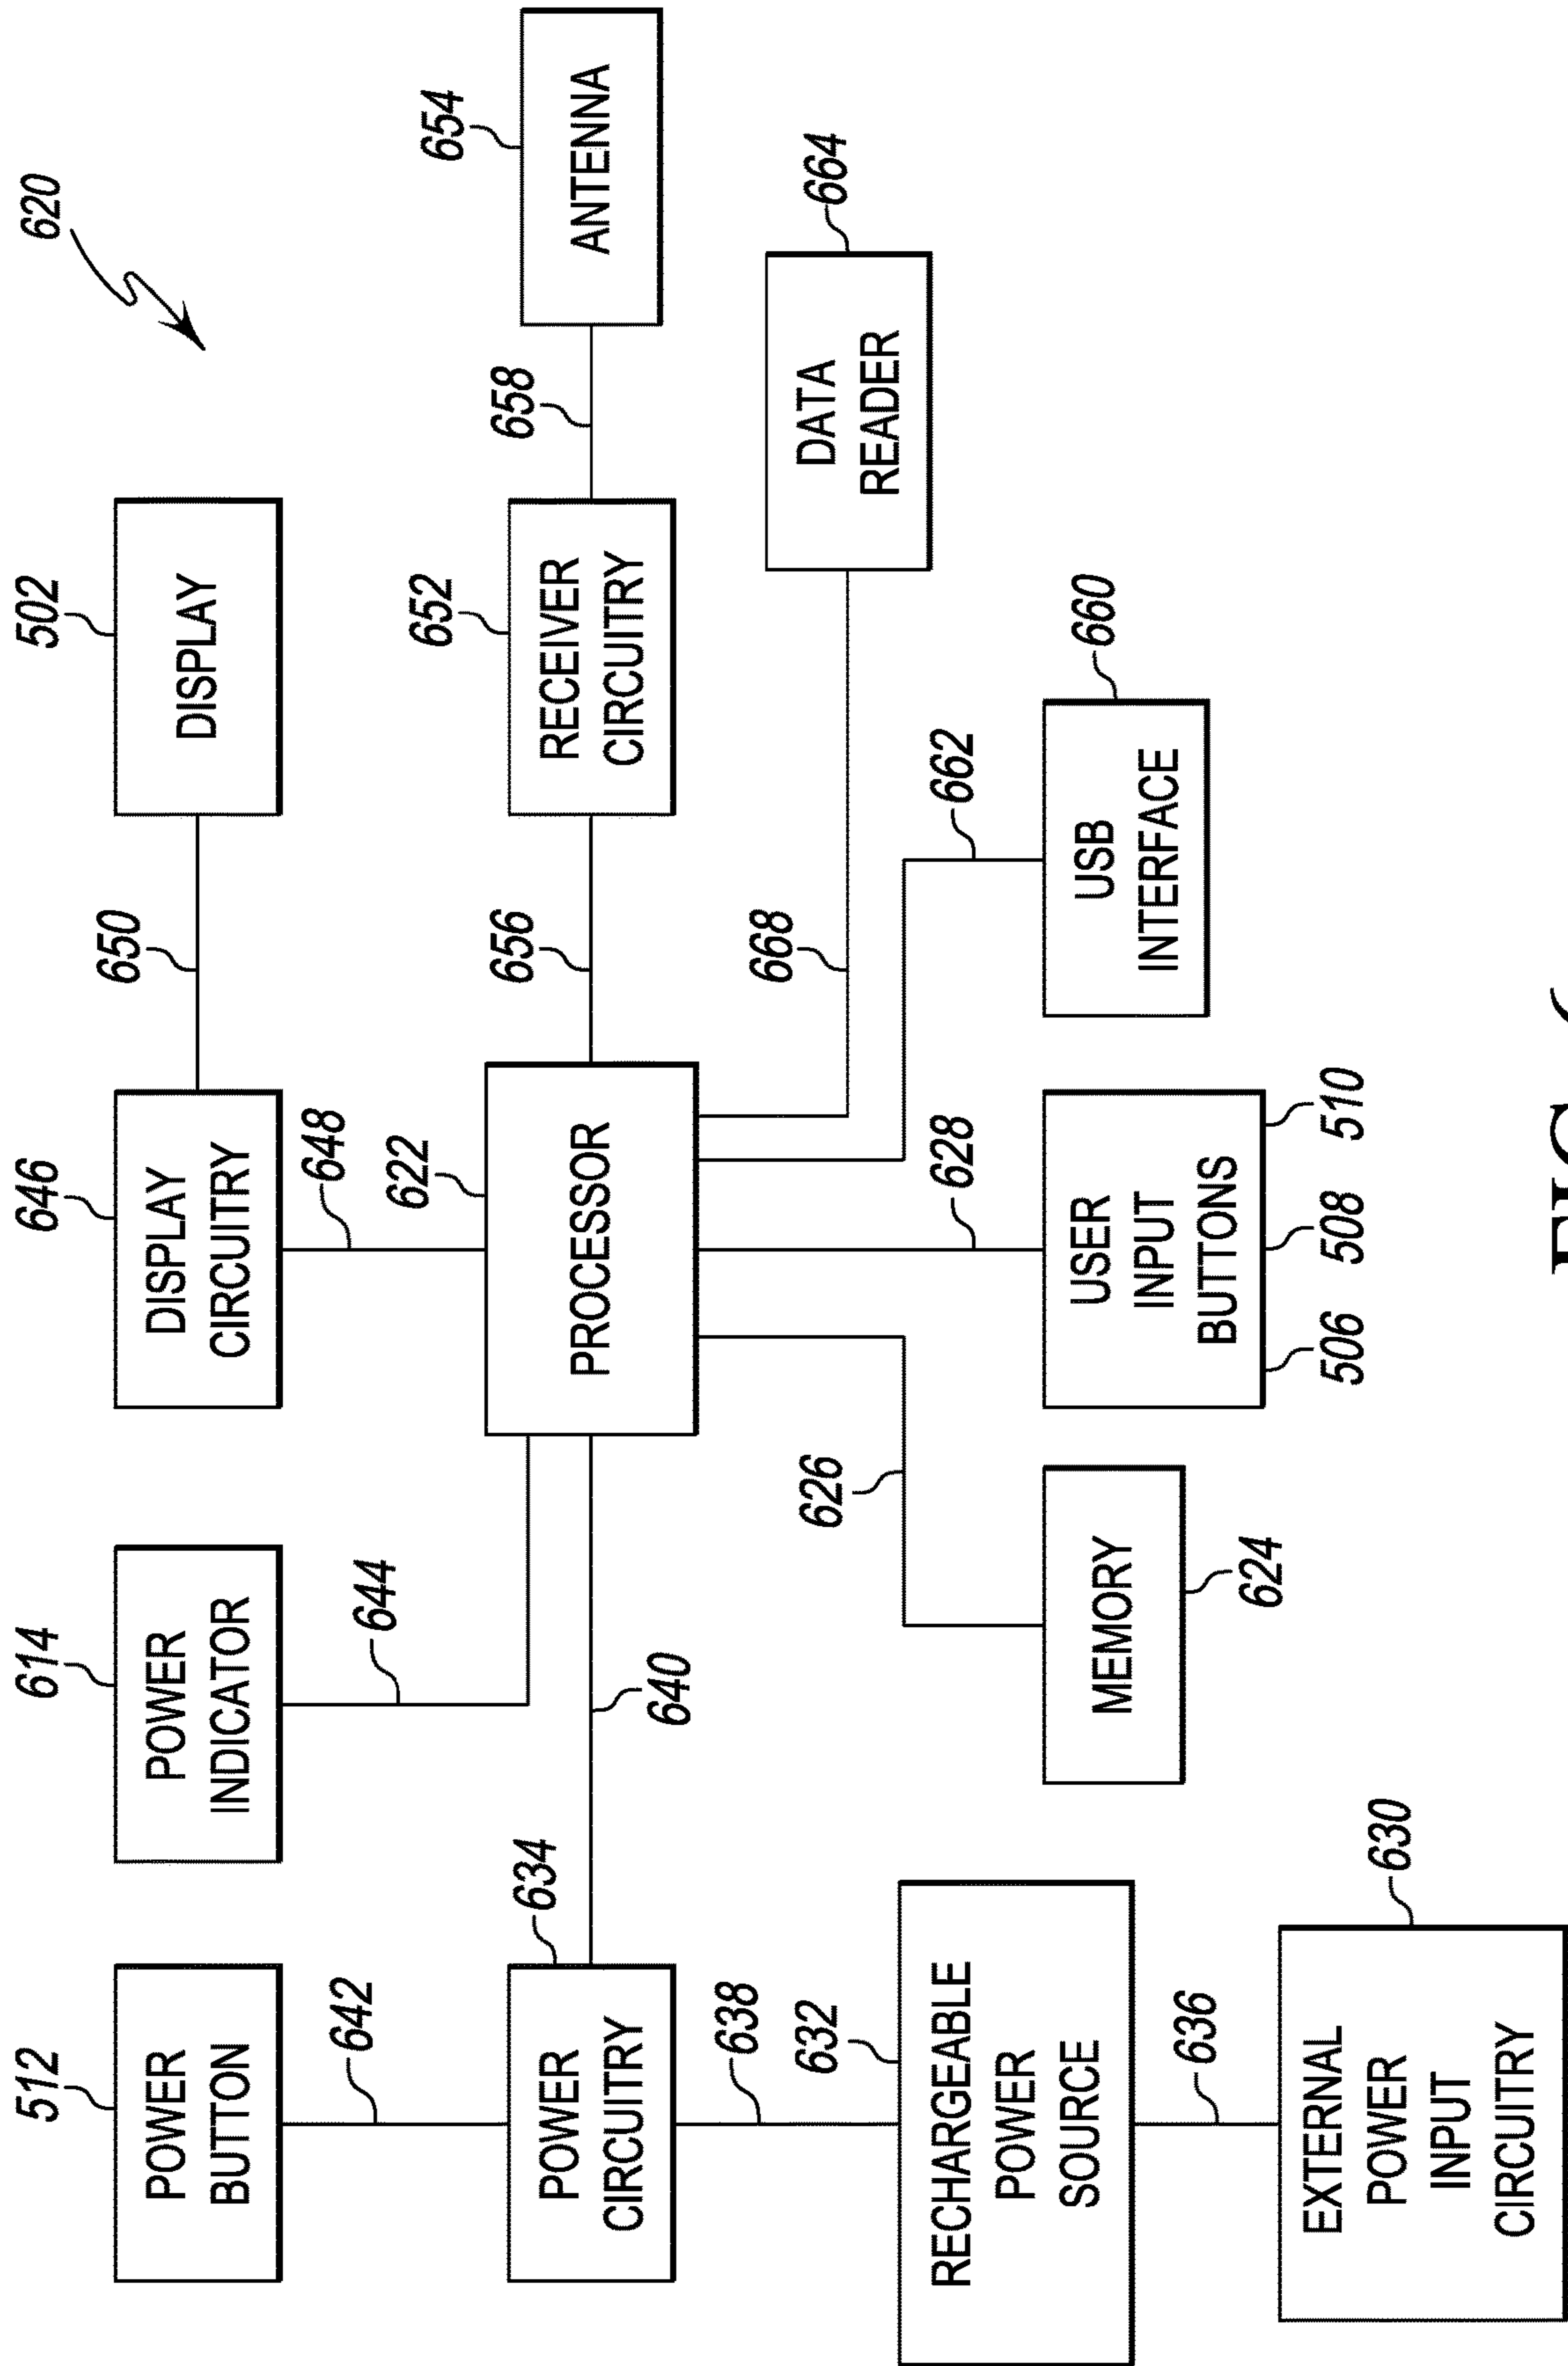 620
512
614
646
502
POWER
BUTTON
POWER
INDICATOR
DISPLAY
CIRCUITRY
DISPLAY
642
644
648
650
634
622
652
654
POWER
CIRCUITRY
PROCESSOR
RECEIVER
CIRCUITRY
ANTENNA
640
656
658
638
632
626
628
668
662
664
DATA
READER
RECHARGEABLE
POWER
SOURCE
MEMORY
624
USER
INPUT
BUTTONS
506
508
510
USB
INTERFACE
660
636
630
EXTERNAL
POWER
INPUT
CIRCUITRY
FIG